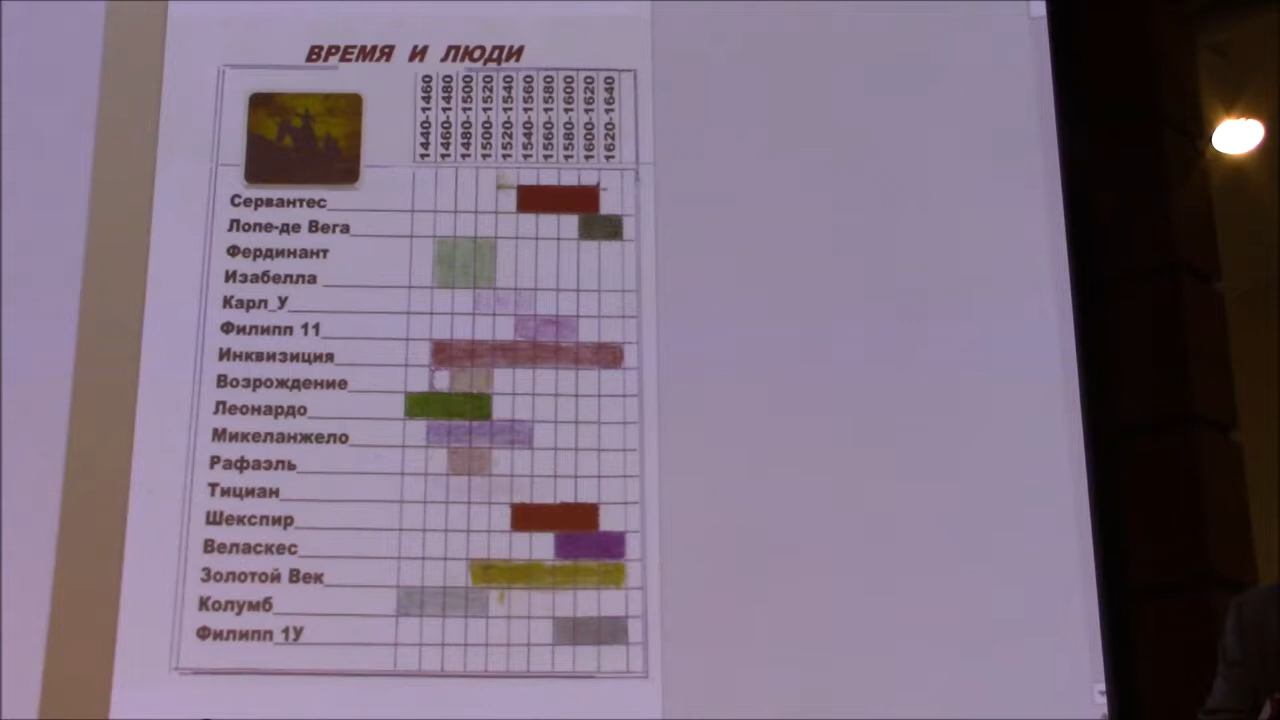 ВРЕМЯ И ЛЮДИ
1440-1460
1460-1480
1480-1500
1500-1520
1520-1540
1540-1560
1560-1580
1580-1600
1600-1620
1620-1640
Сервантес
Лопе-де Вега
Фердинант
Изабелла
Карл_У
Филипп 11
Инквизиция
Возрождение
Леонардо
Микеланжело
Рафаэль
Тициан
Шекспир
Веласкес
Золотой Век
Колумб
Филипп 1У